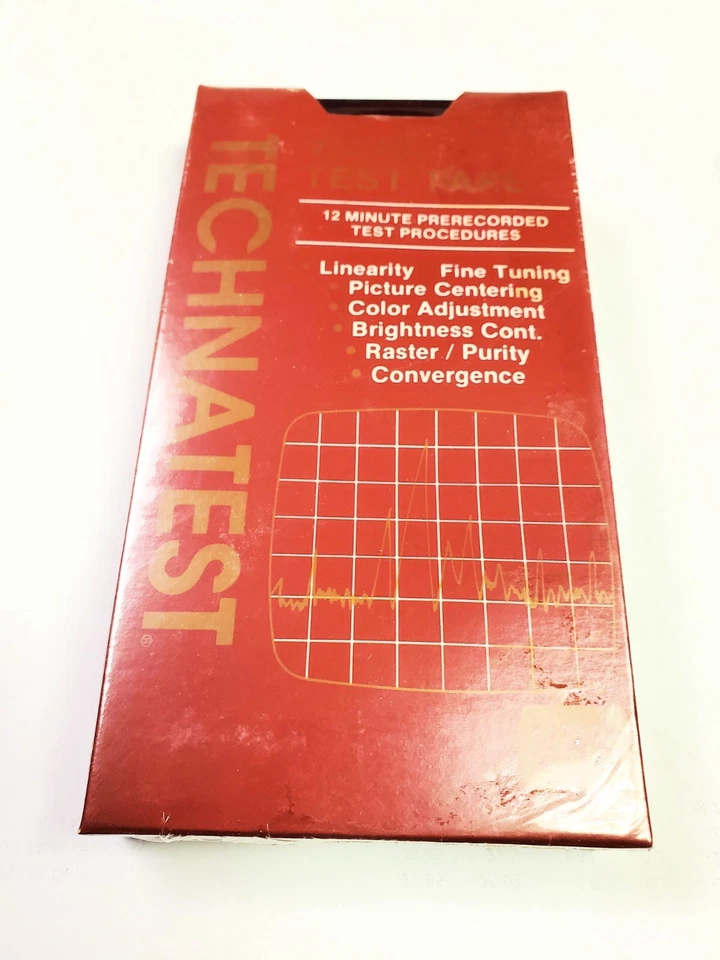 TECHNATEST®
TEST TAPE
12 MINUTE PRERECORDED
TEST PROCEDURES
Linearity Fine Tuning
Picture Centering
Color Adjustment
Brightness Cont.
Raster / Purity
Convergence